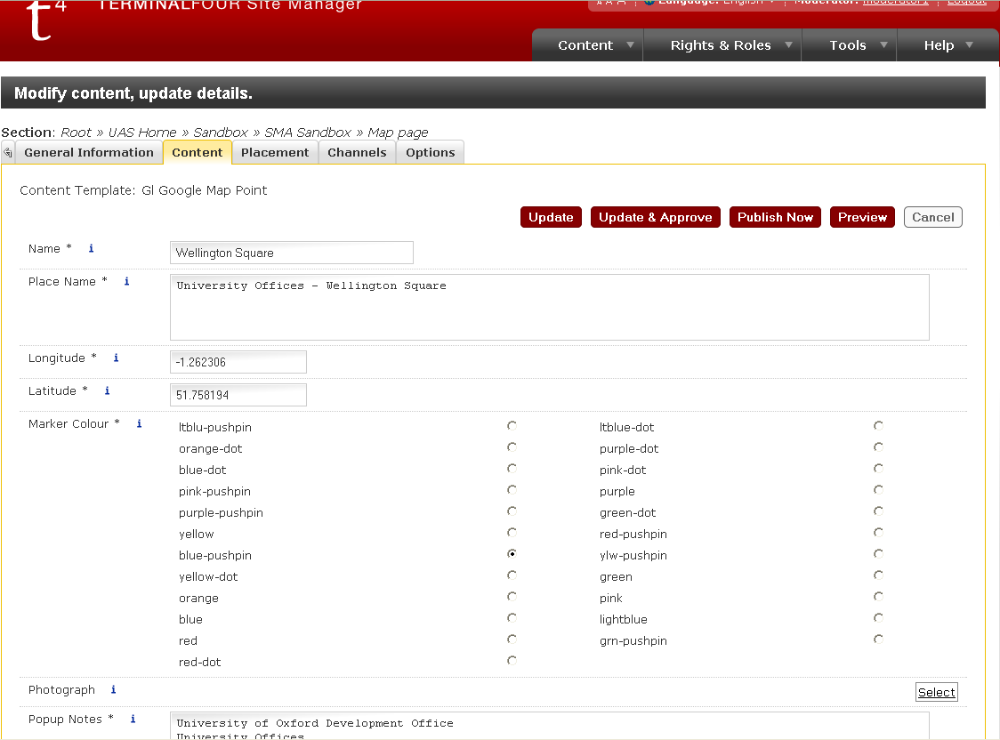 t4 TERMINALFOUR Site Manager
A A A Language: English Moderator: moderator1 Logout
Content Rights & Roles Tools Help
Modify content, update details.
Section: Root » UAS Home » Sandbox » SMA Sandbox » Map page
General Information Content Placement Channels Options
Content Template: Gl Google Map Point
Update Update & Approve Publish Now Preview Cancel
Name * i Wellington Square
Place Name * i University Offices - Wellington Square
Longitude * i -1.262306
Latitude * i 51.758194
Marker Colour * i ltblu-pushpin ltblue-dot
orange-dot purple-dot
blue-dot pink-dot
pink-pushpin purple
purple-pushpin green-dot
yellow red-pushpin
blue-pushpin ylw-pushpin
yellow-dot green
orange pink
blue lightblue
red grn-pushpin
red-dot
Photograph i Select
Popup Notes * i University of Oxford Development Office
University Offices